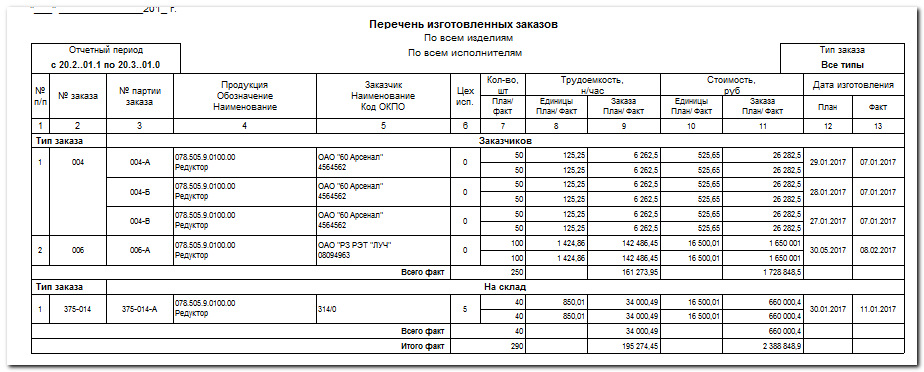 "___" ________________201_ г.
Перечень изготовленных заказов
По всем изделиям
По всем исполнителям
Отчетный период
с 20.2..01.1 по 20.3..01.0
Тип заказа
Все типы
№ п/п № заказа № партии заказа Продукция Обозначение Наименование Заказчик Наименование Код ОКПО Цех исп. Кол-во, шт Трудоемкость, н/час Стоимость, руб Дата изготовления
План/ факт Единицы План/ Факт Заказа План/ Факт Единицы План/ Факт Заказа План/ Факт План Факт
1 2 3 4 5 6 7 8 9 10 11 12 13
Тип заказа Заказчиков
1 004 004-А 078.505.9.0100.00 Редуктор ОАО "60 Арсенал" 4564562 0 50 125,25 6 262,5 525,65 26 282,5 29.01.2017 07.01.2017
50 125,25 6 262,5 525,65 26 282,5
004-Б 078.505.9.0100.00 Редуктор ОАО "60 Арсенал" 4564562 0 50 125,25 6 262,5 525,65 26 282,5 28.01.2017 07.01.2017
50 125,25 6 262,5 525,65 26 282,5
004-В 078.505.9.0100.00 Редуктор ОАО "60 Арсенал" 4564562 0 50 125,25 6 262,5 525,65 26 282,5 27.01.2017 07.01.2017
50 125,25 6 262,5 525,65 26 282,5
2 006 006-А 078.505.9.0100.00 Редуктор ОАО "РЗ РЭТ "ЛУЧ" 08094963 0 100 1 424,86 142 486,45 16 500,01 1 650 001 30.05.2017 08.02.2017
100 1 424,86 142 486,45 16 500,01 1 650 001
Всего факт 250 161 273,95 1 728 848,5
Тип заказа На склад
1 375-014 375-014-А 078.505.9.0100.00 Редуктор 314/0 5 40 850,01 34 000,49 16 500,01 660 000,4 30.01.2017 11.01.2017
40 850,01 34 000,49 16 500,01 660 000,4
Всего факт 40 34 000,49 660 000,4
Итого факт 290 195 274,45 2 388 848,9